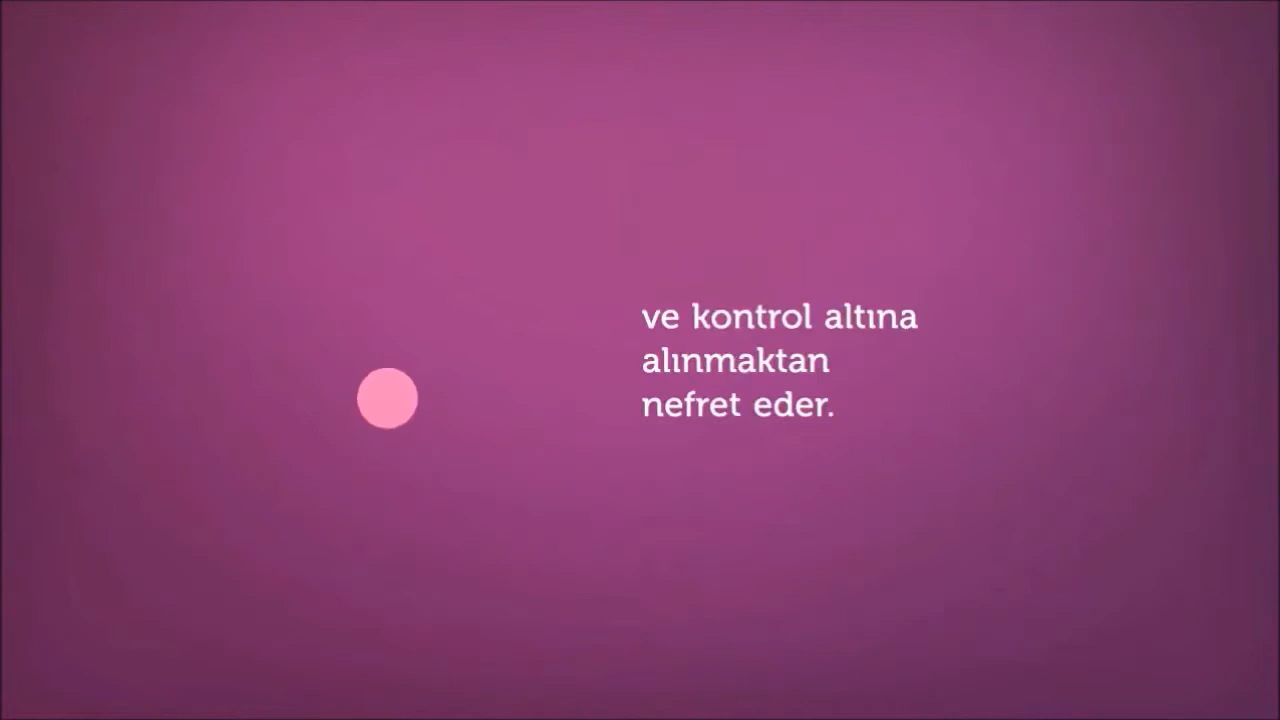 ve kontrol altına
alınmaktan
nefret eder.